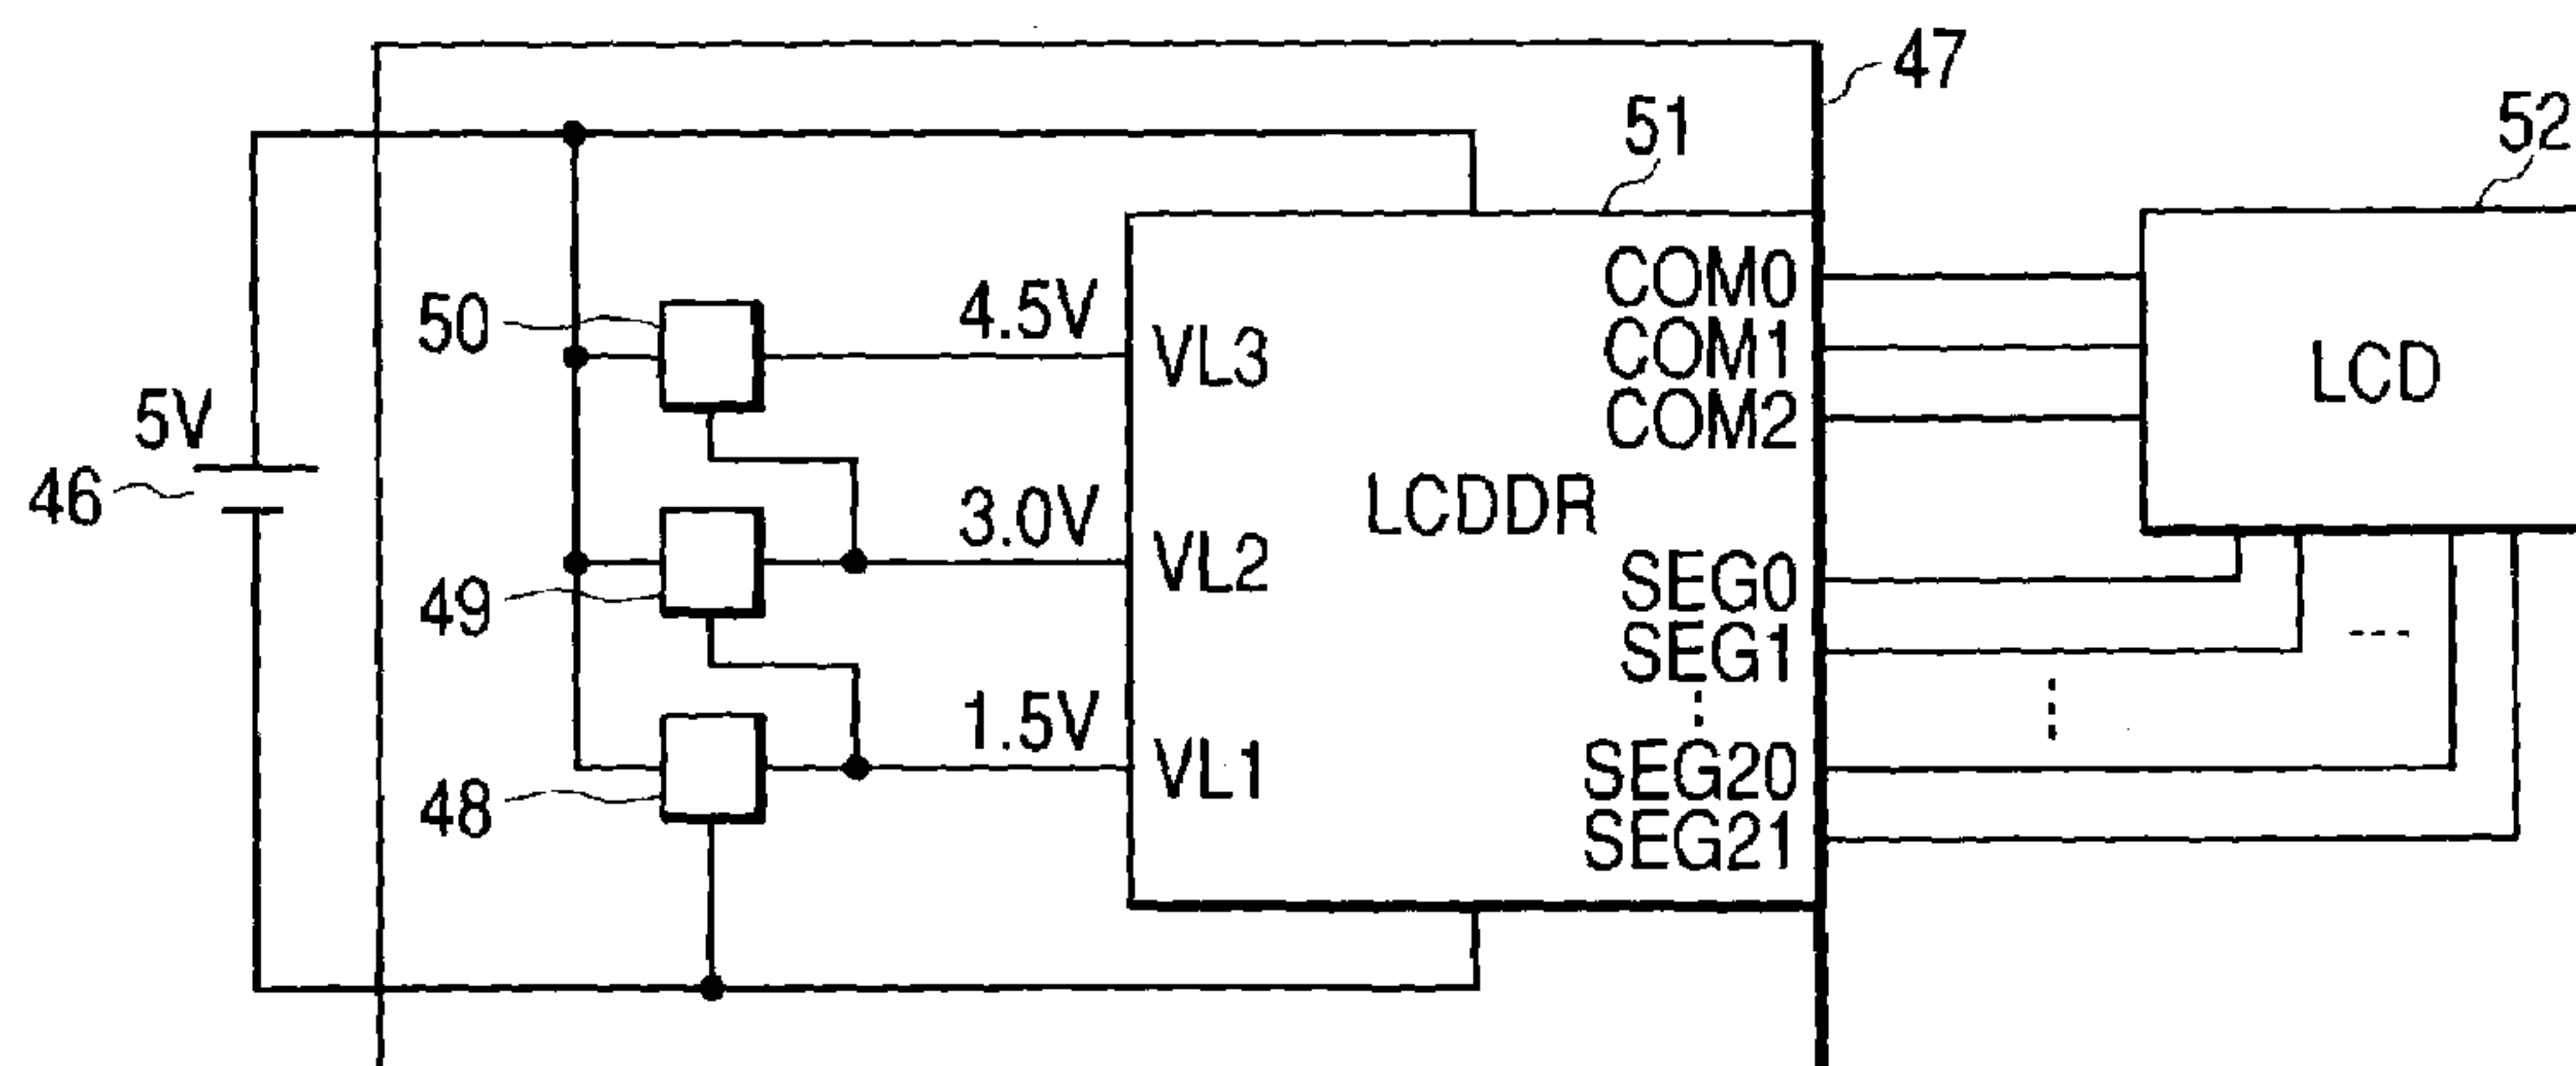 47
51
52
COM0
50
4.5V
VL3
COM1
LCD
5V
COM2
46
3.0V
LCDDR
49
VL2
SEG0
SEG1
1.5V
48
VL1
SEG20
SEG21